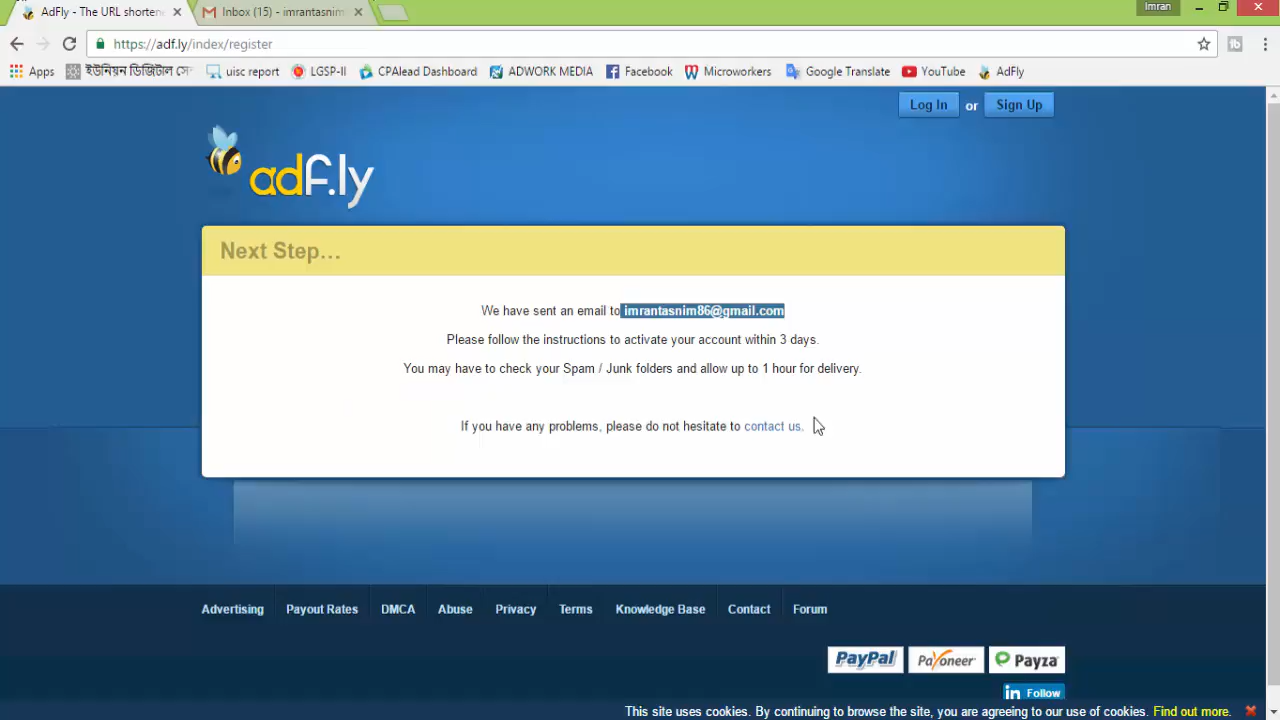 AdFly - The URL shortene
Inbox (15) - imrantasnim
Imran
https://adf.ly/index/register
Apps
ইউনিয়ন ডিজিটাল সে
uisc report
LGSP-II
CPAlead Dashboard
ADWORK MEDIA
Facebook
Microworkers
Google Translate
YouTube
AdFly
Log In or Sign Up
adf.ly
Next Step...
We have sent an email to imrantasnim86@gmail.com
Please follow the instructions to activate your account within 3 days.
You may have to check your Spam / Junk folders and allow up to 1 hour for delivery.
If you have any problems, please do not hesitate to contact us.
Advertising
Payout Rates
DMCA
Abuse
Privacy
Terms
Knowledge Base
Contact
Forum
PayPal
Payoneer
Payza
in Follow
This site uses cookies. By continuing to browse the site, you are agreeing to our use of cookies. Find out more.